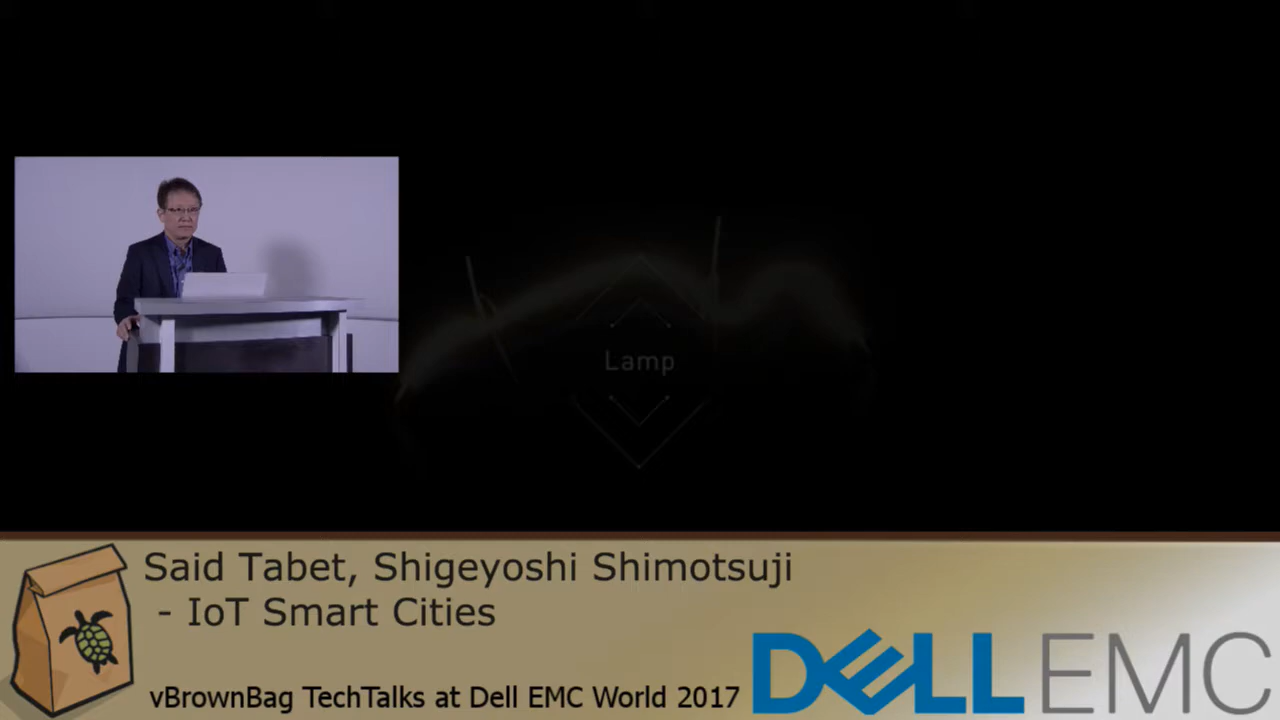 Lamp
Said Tabet, Shigeyoshi Shimotsuji
- IoT Smart Cities
vBrownBag TechTalks at Dell EMC World 2017
DELL EMC